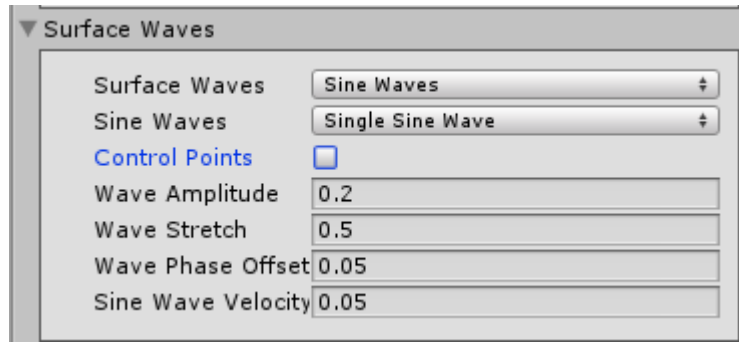 Surface Waves
Surface Waves Sine Waves
Sine Waves Single Sine Wave
Control Points
Wave Amplitude 0.2
Wave Stretch 0.5
Wave Phase Offset 0.05
Sine Wave Velocity 0.05